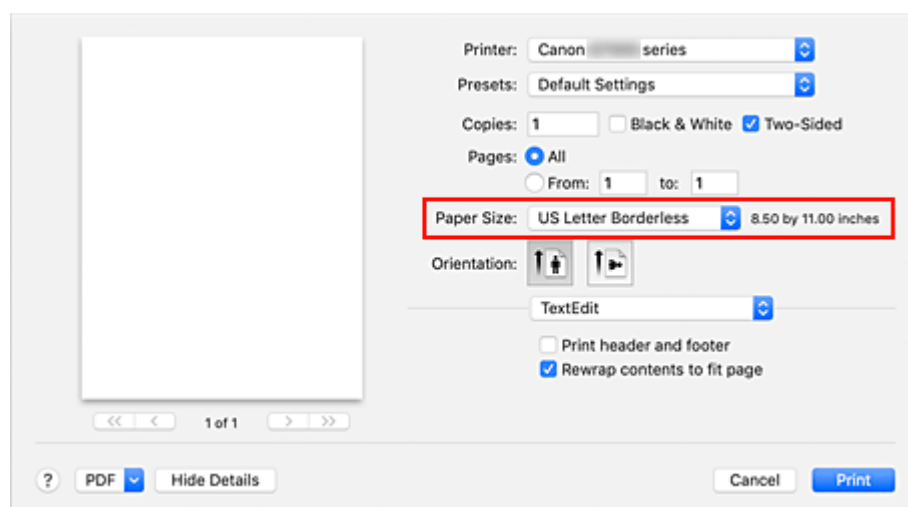 Printer: Canon series
Presets: Default Settings
Copies: 1 Black & White Two-Sided
Pages: All
From: 1 to: 1
Paper Size: US Letter Borderless 8.50 by 11.00 inches
Orientation:
TextEdit
Print header and footer
Rewrap contents to fit page
<< < 1 of 1 > >>
? PDF Hide Details Cancel Print